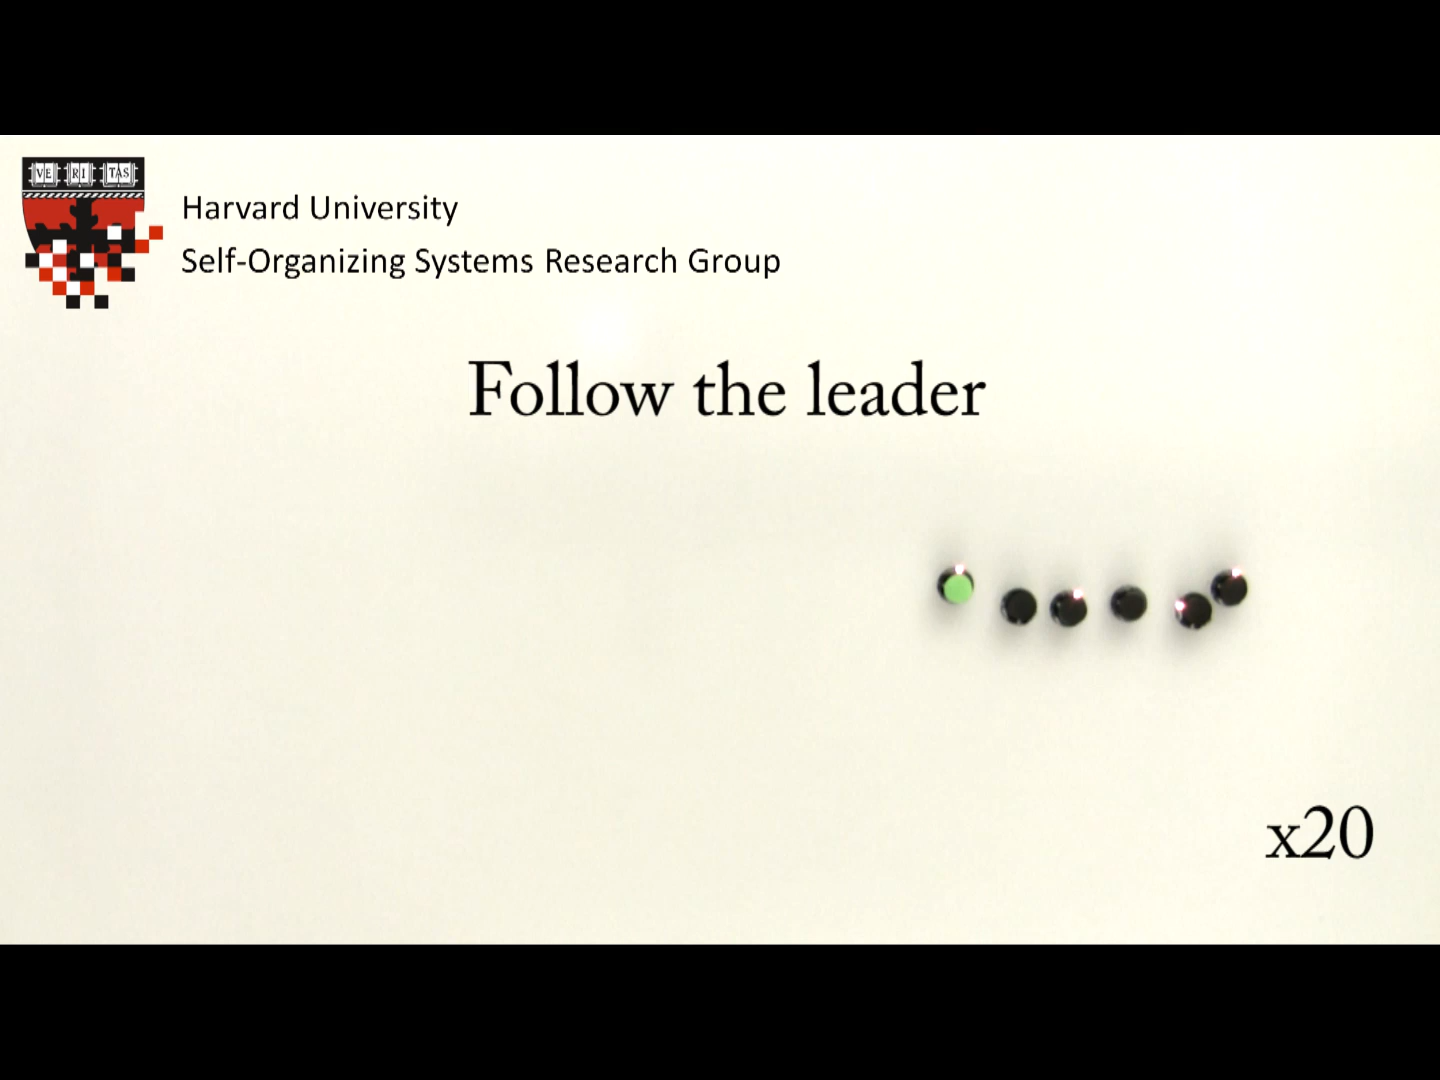 VE RI TAS
Harvard University
Self-Organizing Systems Research Group
Follow the leader
x20